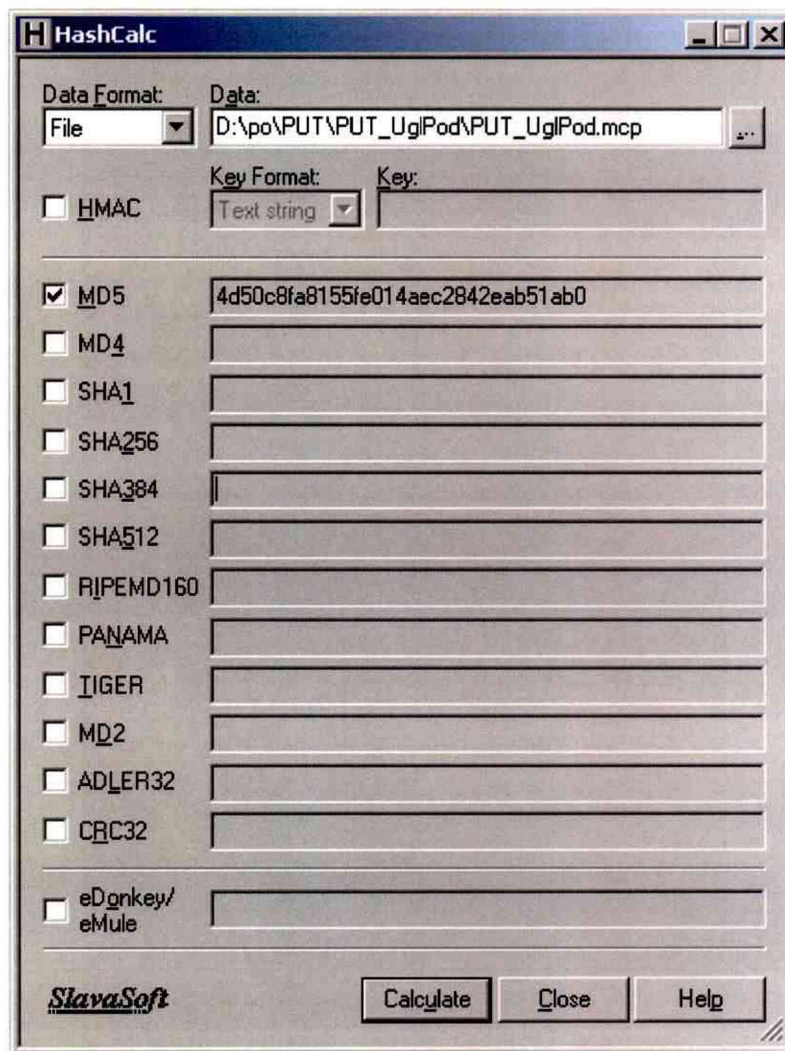 HashCalc
Data Format: Data:
File D:\po\PUT\PUT_UglPod\PUT_UglPod.mcp ...
Key Format: Key:
HMAC Text string
MD5 4d50c8fa8155fe014aec2842eab51ab0
MD4
SHA1
SHA256
SHA384
SHA512
RIPEMD160
PANAMA
TIGER
MD2
ADLER32
CRC32
eDonkey/
eMule
SlavaSoft Calculate Close Help